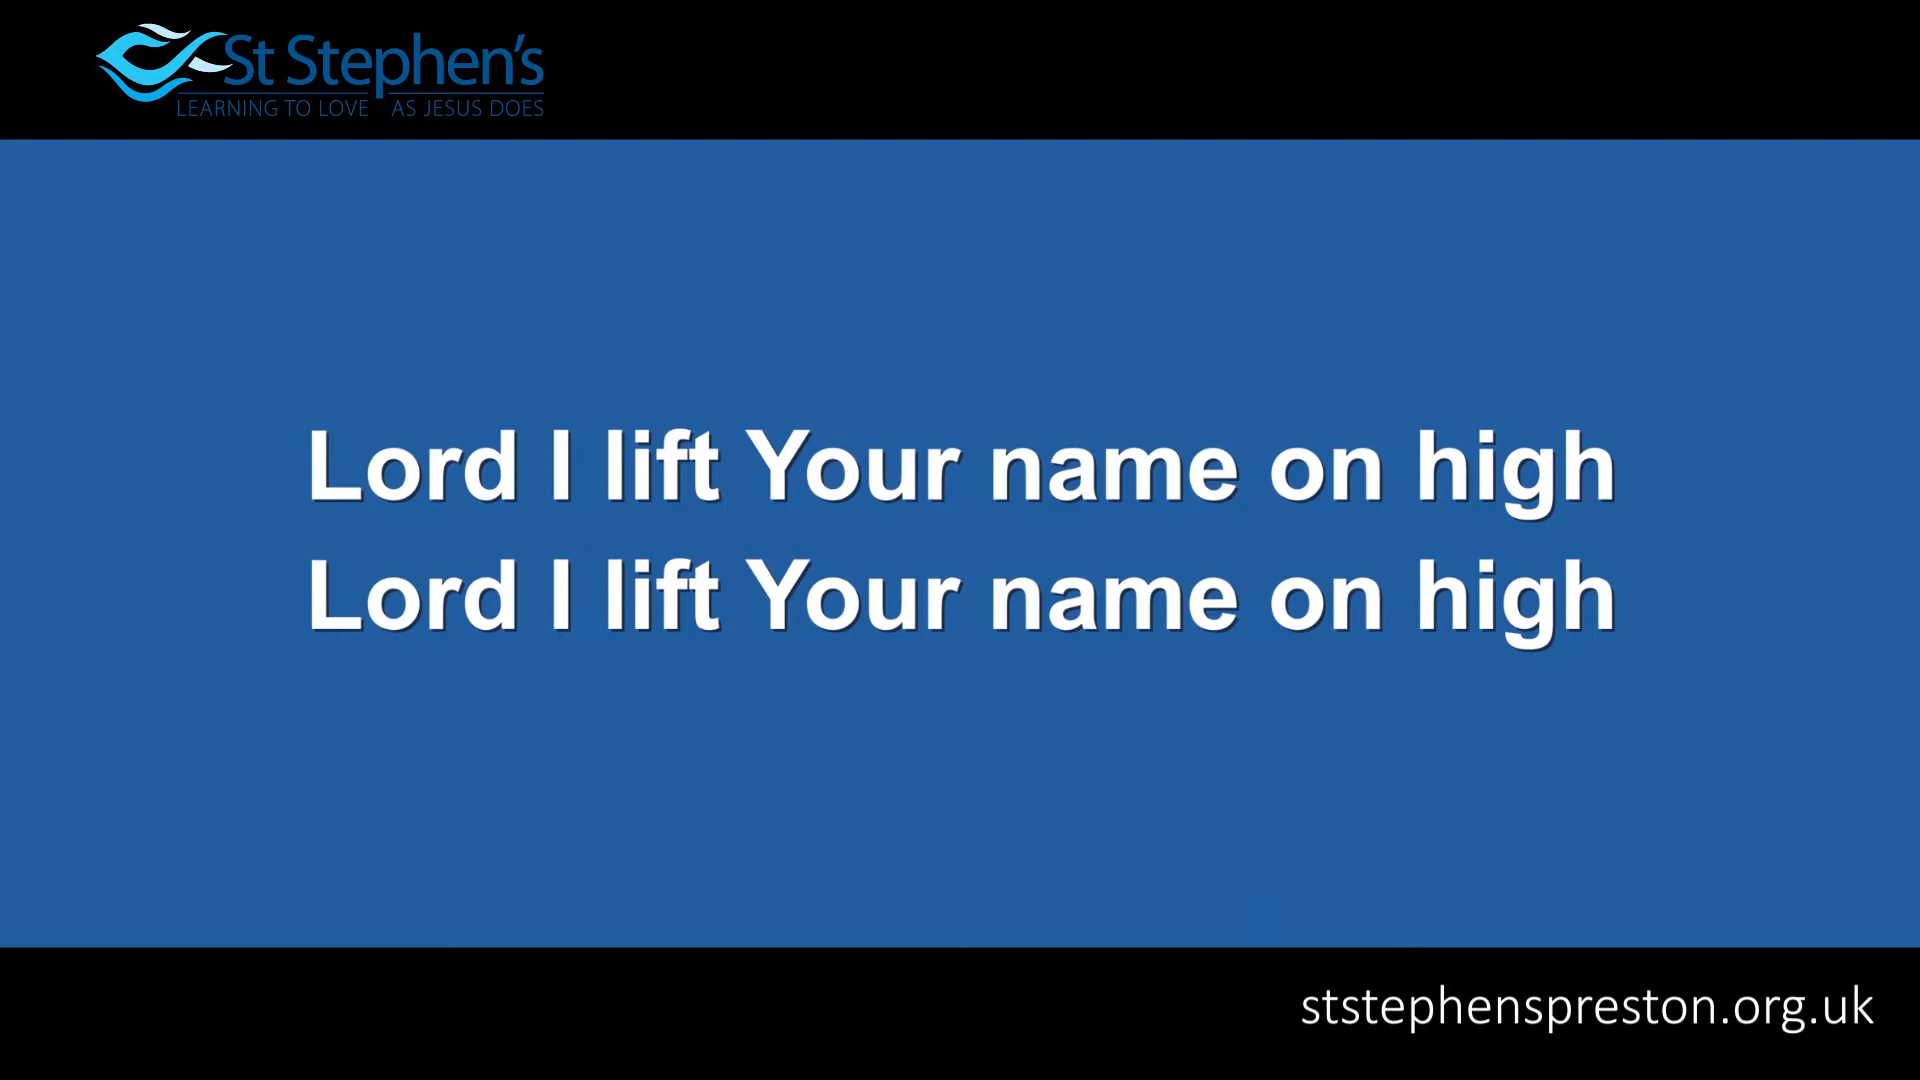 St Stephen's
LEARNING TO LOVE AS JESUS DOES
Lord I lift Your name on high
Lord I lift Your name on high
ststephenspreston.org.uk